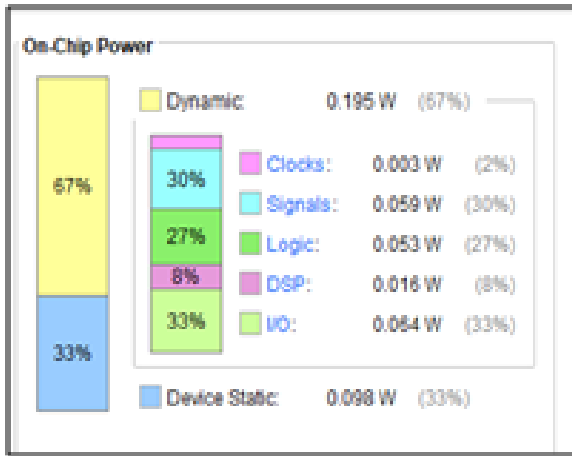 On-Chip Power
Dynamic: 0.195 W (67%)
67%
30%
Clocks: 0.003 W (2%)
Signals: 0.059 W (30%)
27%
Logic: 0.053 W (27%)
8%
DSP: 0.016 W (8%)
33%
I/O: 0.064 W (33%)
33%
Device Static: 0.098 W (33%)